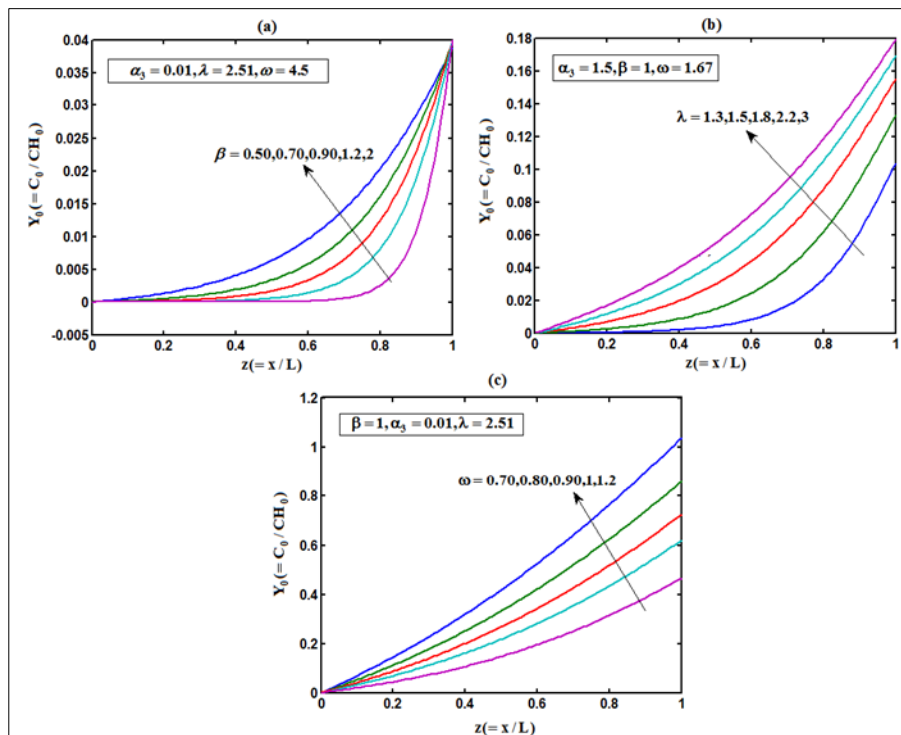 (a)
α₃ = 0.01, λ = 2.51, ω = 4.5
β = 0.50,0.70,0.90,1.2,2
Y₀(= C₀ / CH₀)
0.04
0.035
0.03
0.025
0.02
0.015
0.01
0.005
0
-0.005
0 0.2 0.4 0.6 0.8 1
z(= x / L)
(b)
α₃ = 1.5, β = 1, ω = 1.67
λ = 1.3,1.5,1.8,2.2,3
Y₀(= C₀ / CH₀)
0.18
0.16
0.14
0.12
0.10
0.08
0.06
0.04
0.02
0
0 0.2 0.4 0.6 0.8 1
z(= x / L)
(c)
β = 1, α₃ = 0.01, λ = 2.51
ω = 0.70,0.80,0.90,1,1.2
Y₀(= C₀ / CH₀)
1.2
1
0.8
0.6
0.4
0.2
0
0 0.2 0.4 0.6 0.8 1
z(= x / L)